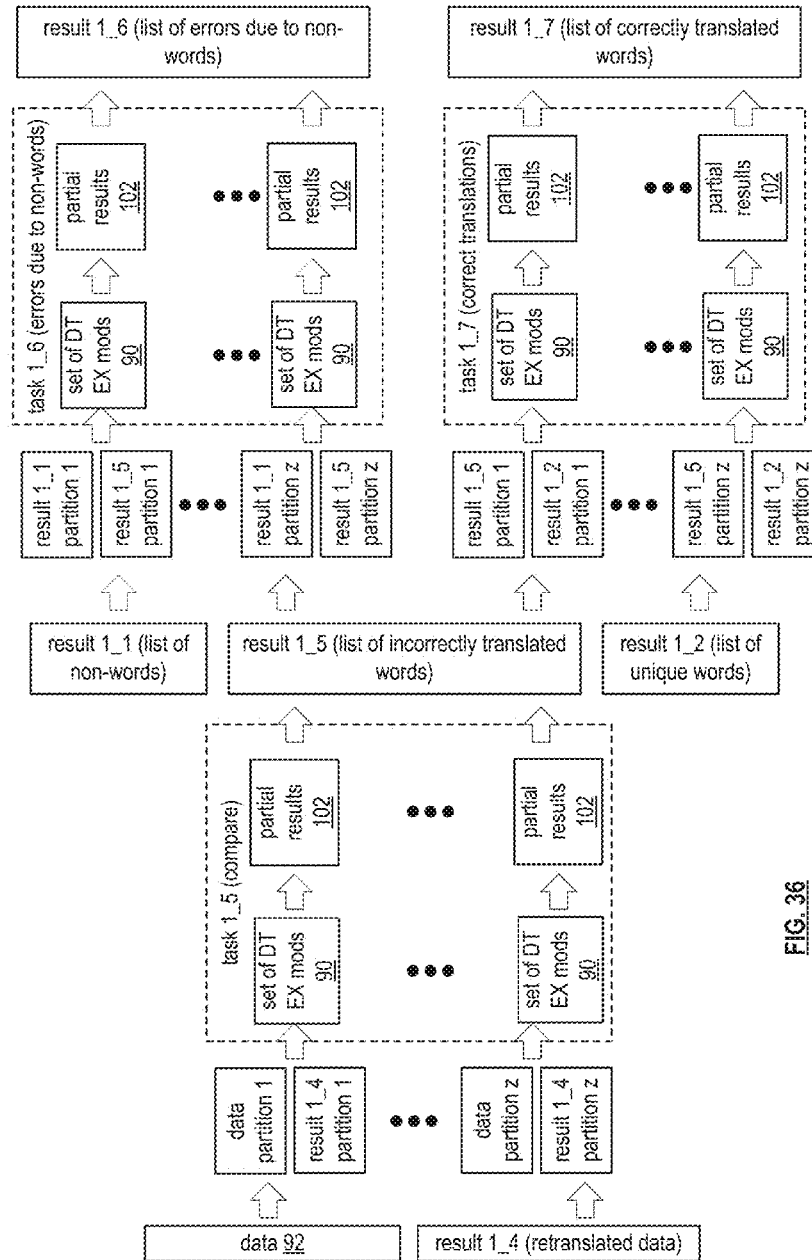 data 92
result 1_4 (retranslated data)
data
partition 1
result 1_4
partition 1
data
partition z
result 1_4
partition z
task 1_5 (compare)
set of DT
EX mods
90
partial
results
102
set of DT
EX mods
90
partial
results
102
result 1_1 (list of
non-words)
result 1_5 (list of incorrectly translated
words)
result 1_2 (list of
unique words)
result 1_1
partition 1
result 1_5
partition 1
result 1_1
partition z
result 1_5
partition z
task 1_6 (errors due to non-words)
set of DT
EX mods
90
partial
results
102
set of DT
EX mods
90
partial
results
102
result 1_6 (list of errors due to non-
words)
result 1_5
partition 1
result 1_2
partition 1
result 1_5
partition z
result 1_2
partition z
task 1_7 (correct translations)
set of DT
EX mods
90
partial
results
102
set of DT
EX mods
90
partial
results
102
result 1_7 (list of correctly translated
words)
FIG. 36